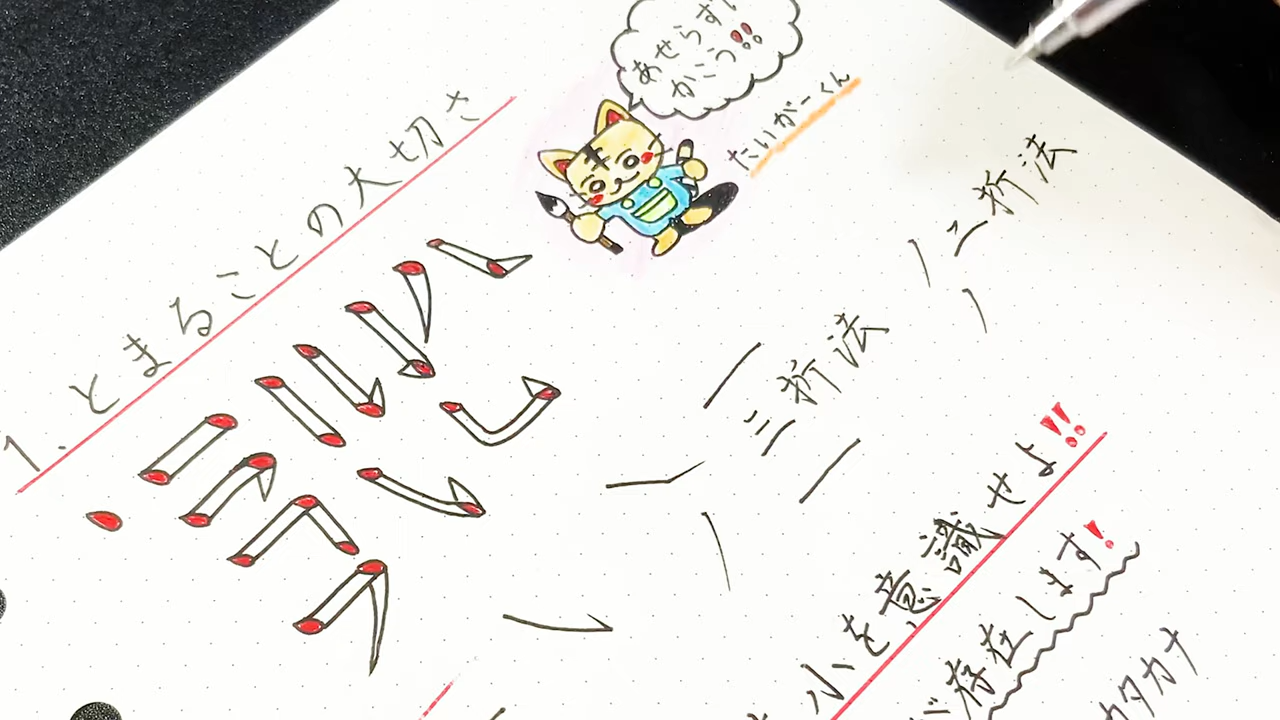 1. とまることの大切さ
あせらずに
かこう!!
たいがーくん
二折法
三折法
小を意識せよ!!
が存在します!
カタカナ